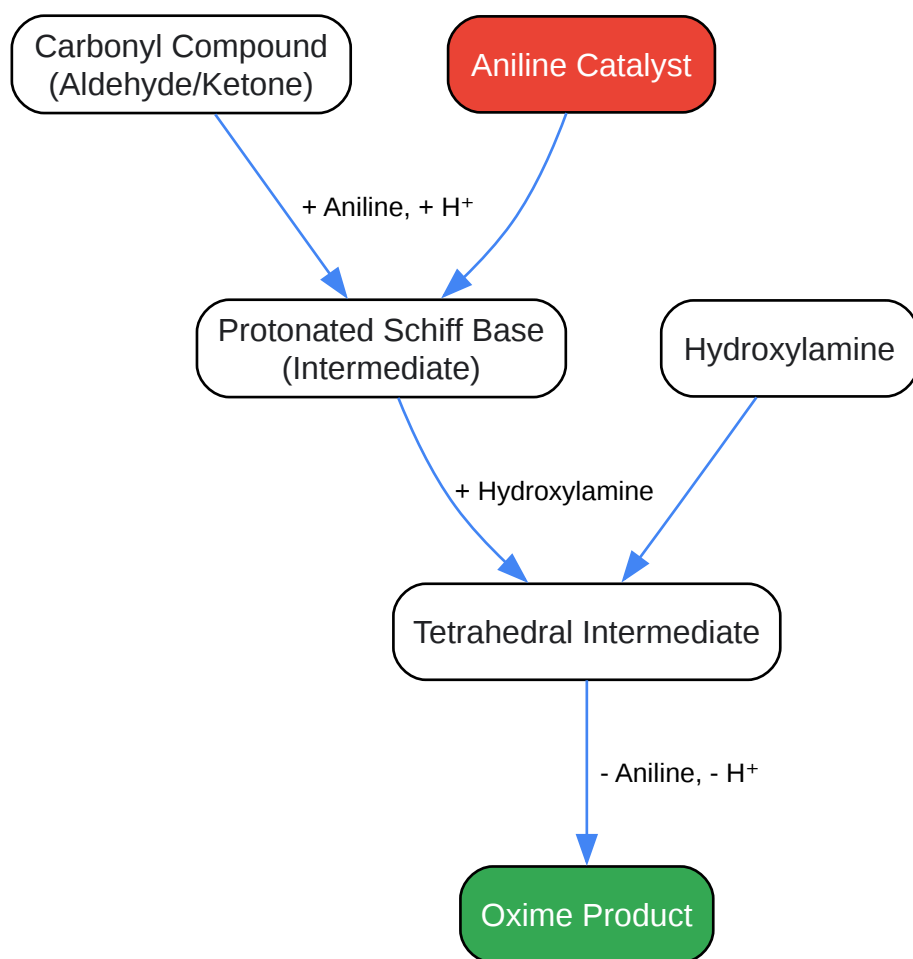 Carbonyl Compound
(Aldehyde/Ketone)
Aniline Catalyst
+ Aniline, + H⁺
Protonated Schiff Base
(Intermediate)
Hydroxylamine
+ Hydroxylamine
Tetrahedral Intermediate
- Aniline, - H⁺
Oxime Product